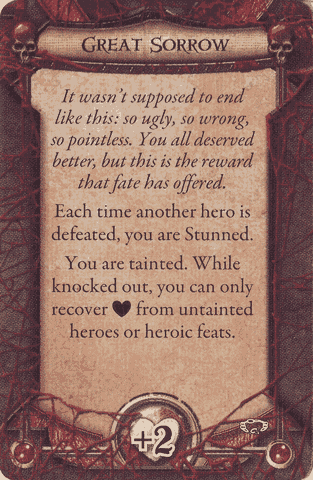 GREAT SORROW
It wasn't supposed to end
like this: so ugly, so wrong,
so pointless. You all deserved
better, but this is the reward
that fate has offered.
Each time another hero is
defeated, you are Stunned.
You are tainted. While
knocked out, you can only
recover ♥ from untainted
heroes or heroic feats.
+2